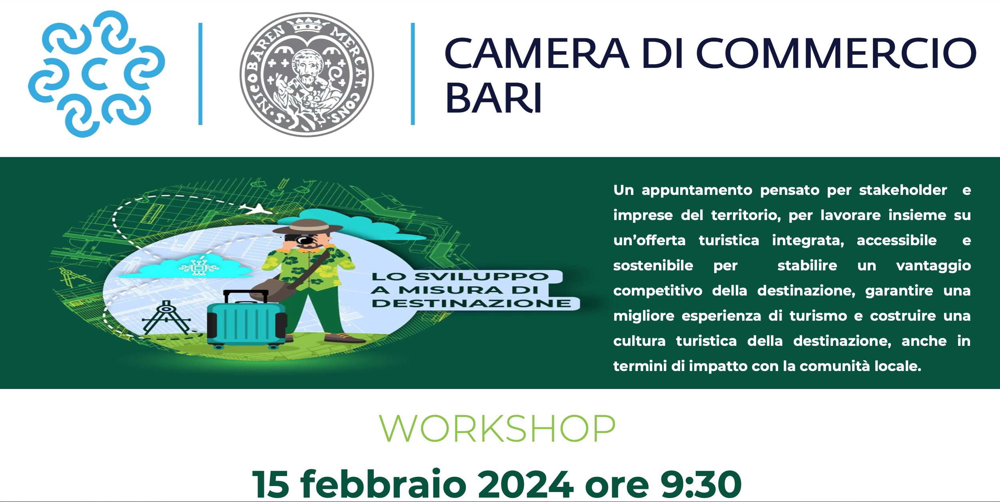 S. NICOBAREN MERCAT. CONS.
CAMERA DI COMMERCIO
BARI
Un appuntamento pensato per stakeholder e
imprese del territorio, per lavorare insieme su
un’offerta turistica integrata, accessibile e
sostenibile per stabilire un vantaggio
competitivo della destinazione, garantire una
migliore esperienza di turismo e costruire una
cultura turistica della destinazione, anche in
termini di impatto con la comunità locale.
LO SVILUPPO
A MISURA DI
DESTINAZIONE
WORKSHOP
15 febbraio 2024 ore 9:30